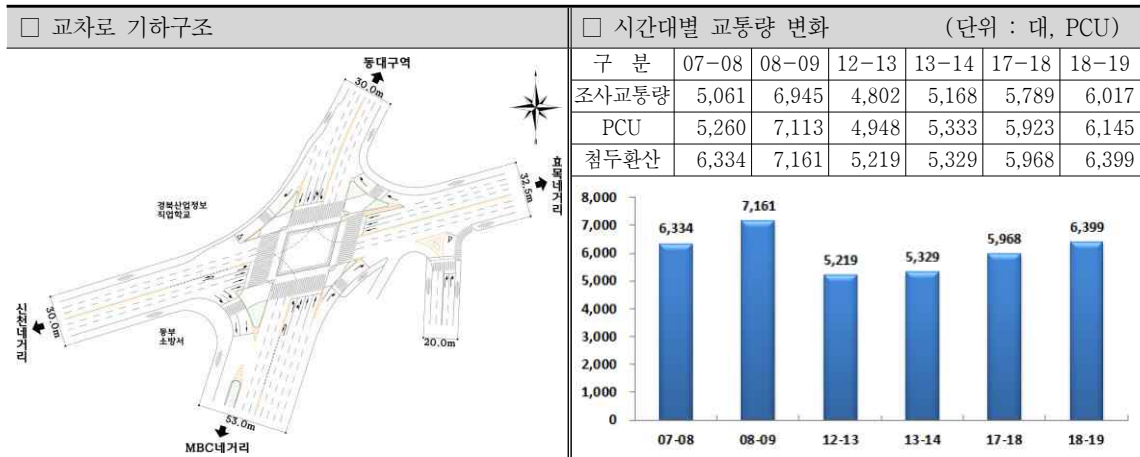 □ 교차로 기하구조
동대구역
30.0m
효목네거리
32.5m
경북산업정보
직업학교
신천네거리
30.0m
동부
소방서
20.0m
53.0m
MBC네거리
□ 시간대별 교통량 변화 (단위 : 대, PCU)
구 분 07-08 08-09 12-13 13-14 17-18 18-19
조사교통량 5,061 6,945 4,802 5,168 5,789 6,017
PCU 5,260 7,113 4,948 5,333 5,923 6,145
첨두환산 6,334 7,161 5,219 5,329 5,968 6,399
8,000
7,000
6,000
5,000
4,000
3,000
2,000
1,000
0
6,334 7,161 5,219 5,329 5,968 6,399
07-08 08-09 12-13 13-14 17-18 18-19